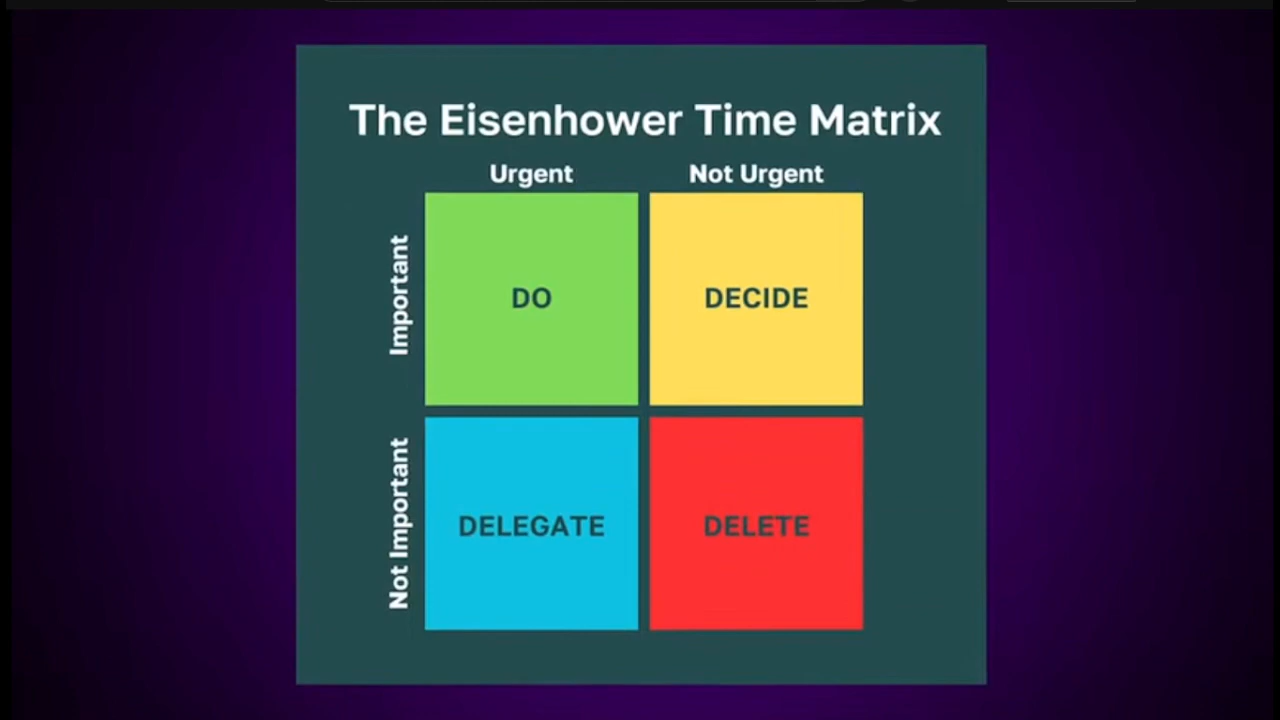 The Eisenhower Time Matrix
Urgent
Not Urgent
Important
DO
DECIDE
Not Important
DELEGATE
DELETE